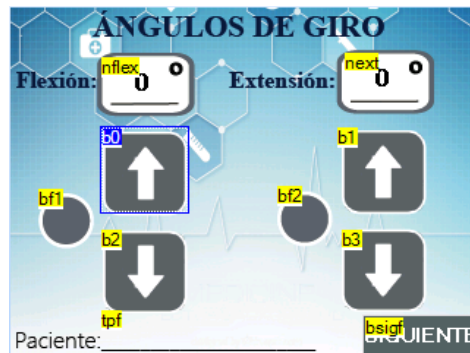 ÁNGULOS DE GIRO
Flexión: nflex 0 o Extensión: next 0 o
b0 b1
bf1 bf2
b2 b3
tpf bsigf
Paciente: SIGUIENTE